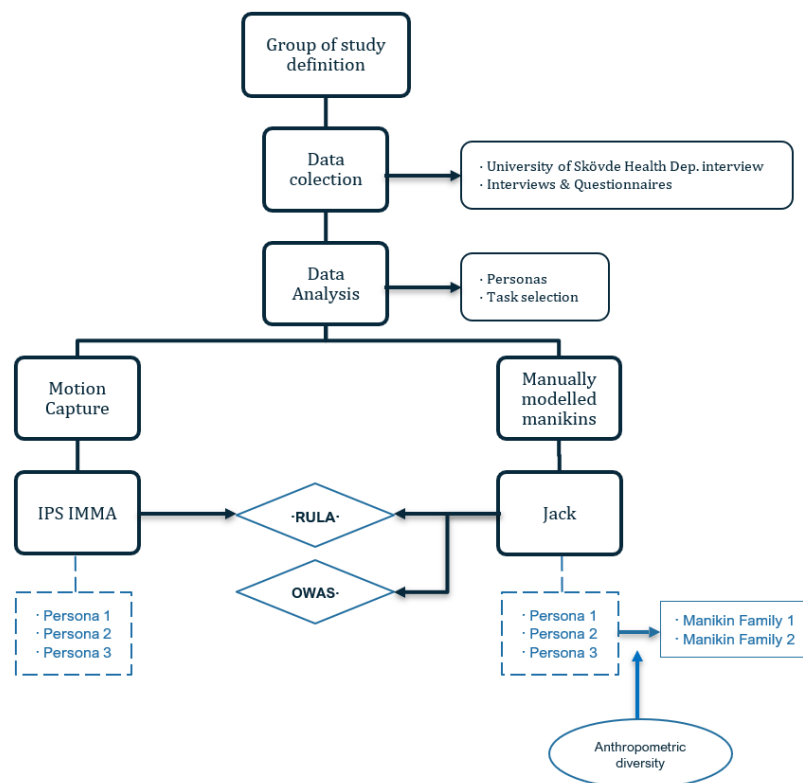 Group of study
definition
Data
colection
· University of Skövde Health Dep. interview
· Interviews & Questionnaires
Data
Analysis
· Personas
· Task selection
Motion
Capture
Manually
modelled
manikins
IPS IMMA
·RULA·
Jack
OWAS·
· Persona 1
· Persona 2
· Persona 3
· Persona 1
· Persona 2
· Persona 3
· Manikin Family 1
· Manikin Family 2
Anthropometric
diversity